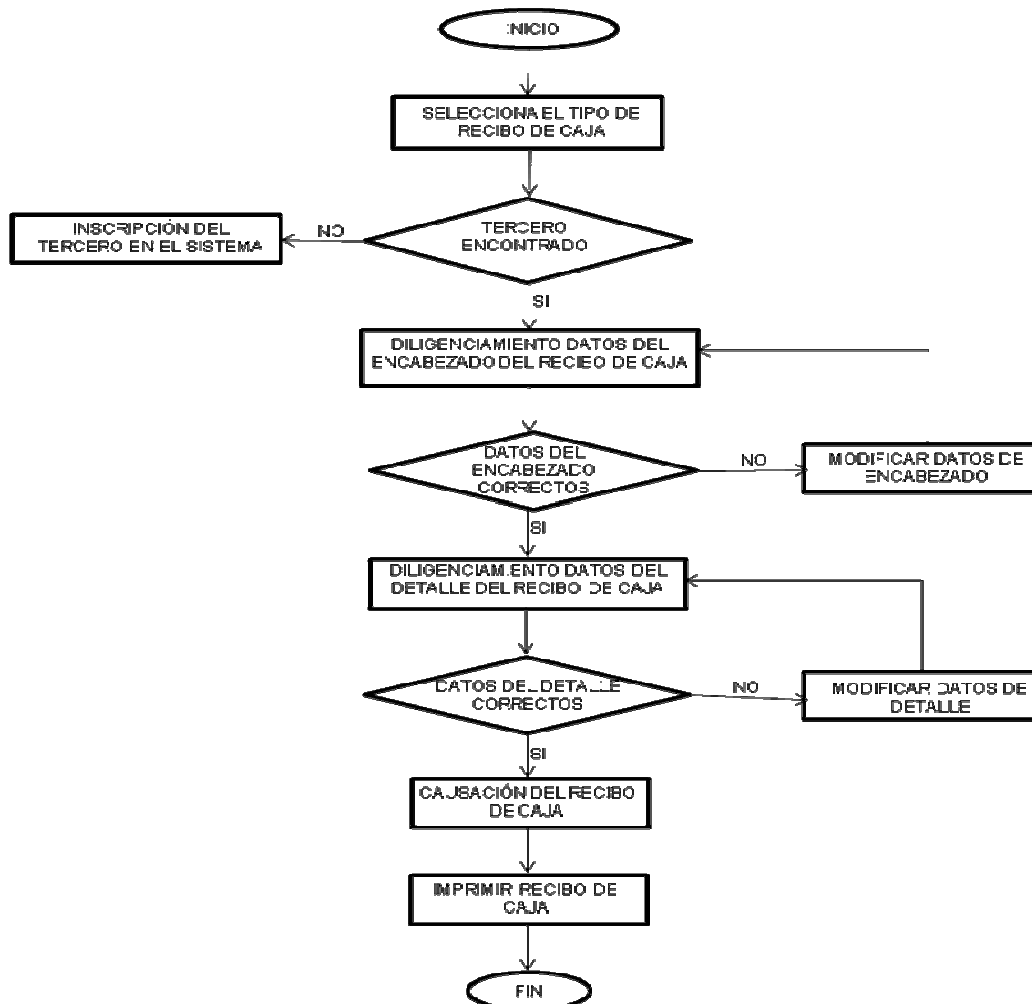 INICIO
SELECCIONA EL TIPO DE
RECIBO DE CAJA
TERCERO
ENCONTRADO
NO
INSCRIPCIÓN DEL
TERCERO EN EL SISTEMA
SI
DILIGENCIAMIENTO DATOS DEL
ENCABEZADO DEL RECIBO DE CAJA
DATOS DEL
ENCABEZADO
CORRECTOS
NO
MODIFICAR DATOS DE
ENCABEZADO
SI
DILIGENCIAMIENTO DATOS DEL
DETALLE DEL RECIBO DE CAJA
DATOS DEL DETALLE
CORRECTOS
NO
MODIFICAR DATOS DE
DETALLE
SI
CAUSACIÓN DEL RECIBO
DE CAJA
IMPRIMIR RECIBO DE
CAJA
FIN